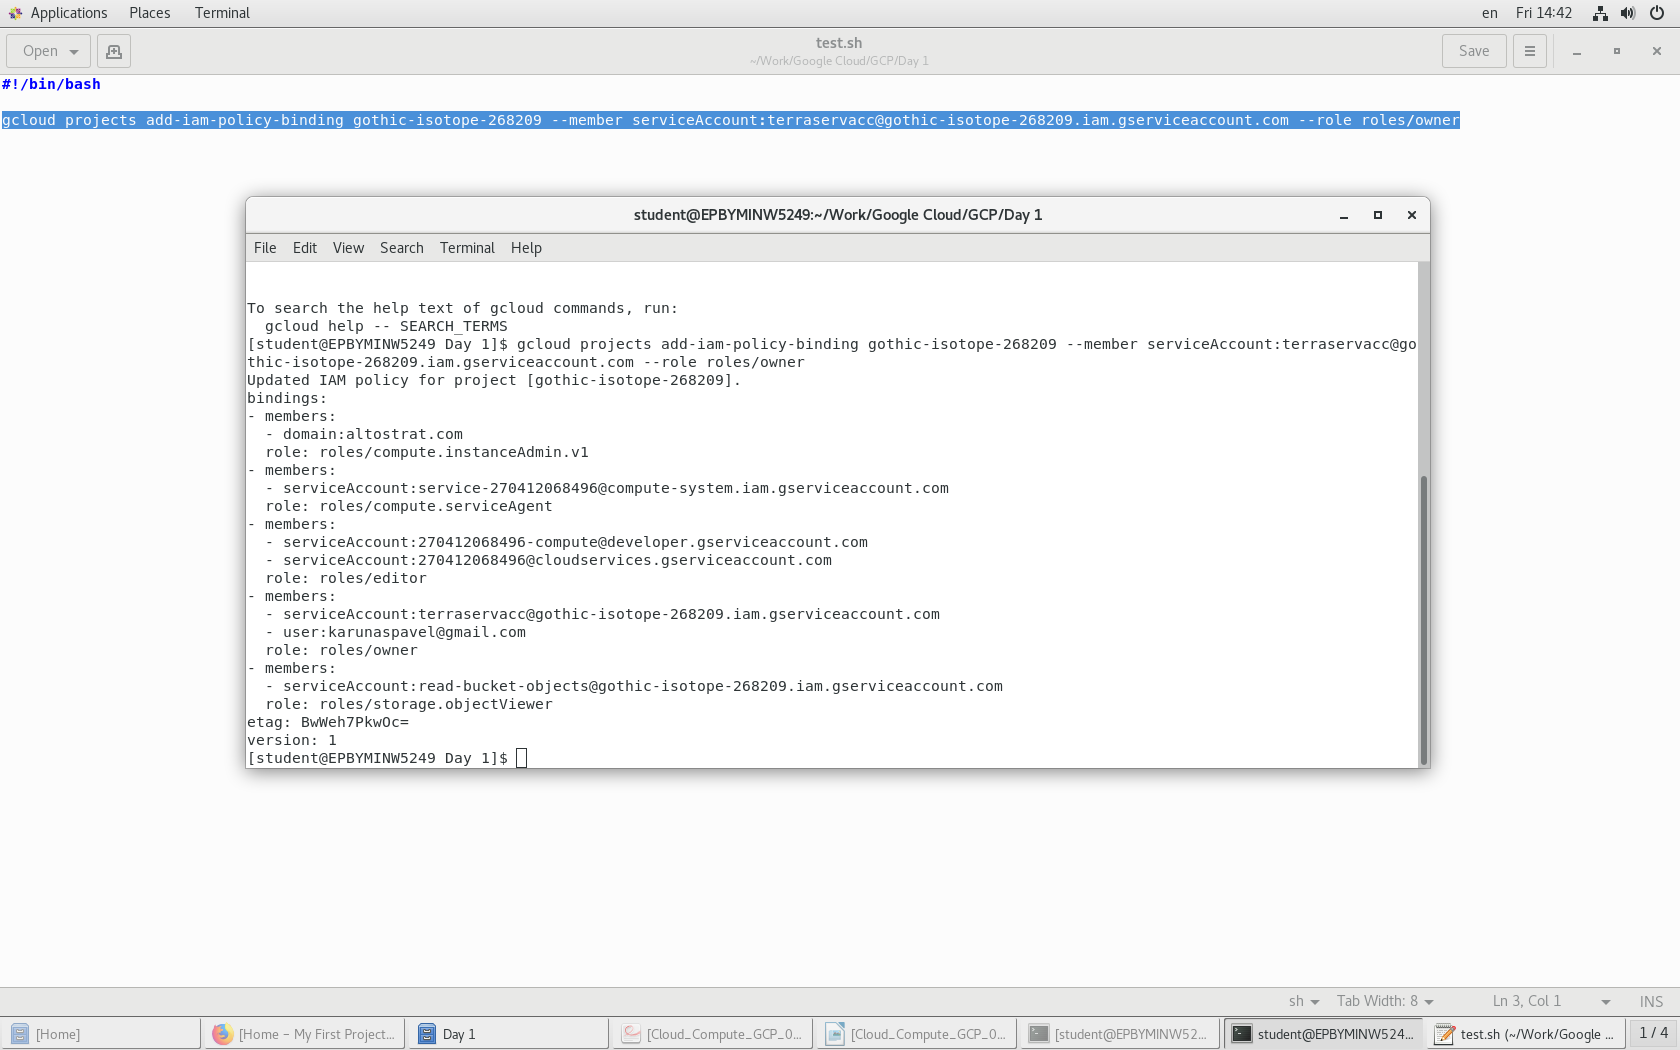 Applications Places Terminal en Fri 14:42
Open test.sh Save
~/Work/Google Cloud/GCP/Day 1
#!/bin/bash
gcloud projects add-iam-policy-binding gothic-isotope-268209 --member serviceAccount:terraservacc@gothic-isotope-268209.iam.gserviceaccount.com --role roles/owner
student@EPBYMINW5249:~/Work/Google Cloud/GCP/Day 1
File Edit View Search Terminal Help
To search the help text of gcloud commands, run:
  gcloud help -- SEARCH_TERMS
[student@EPBYMINW5249 Day 1]$ gcloud projects add-iam-policy-binding gothic-isotope-268209 --member serviceAccount:terraservacc@go
thic-isotope-268209.iam.gserviceaccount.com --role roles/owner
Updated IAM policy for project [gothic-isotope-268209].
bindings:
- members:
  - domain:altostrat.com
  role: roles/compute.instanceAdmin.v1
- members:
  - serviceAccount:service-270412068496@compute-system.iam.gserviceaccount.com
  role: roles/compute.serviceAgent
- members:
  - serviceAccount:270412068496-compute@developer.gserviceaccount.com
  - serviceAccount:270412068496@cloudservices.gserviceaccount.com
  role: roles/editor
- members:
  - serviceAccount:terraservacc@gothic-isotope-268209.iam.gserviceaccount.com
  - user:karunaspavel@gmail.com
  role: roles/owner
- members:
  - serviceAccount:read-bucket-objects@gothic-isotope-268209.iam.gserviceaccount.com
  role: roles/storage.objectViewer
etag: BwWeh7PkwOc=
version: 1
[student@EPBYMINW5249 Day 1]$
sh Tab Width: 8 Ln 3, Col 1 INS
[Home] [Home – My First Project... Day 1 [Cloud_Compute_GCP_0... [Cloud_Compute_GCP_0... [student@EPBYMINW52... student@EPBYMINW524... test.sh (~/Work/Google ... 1 / 4